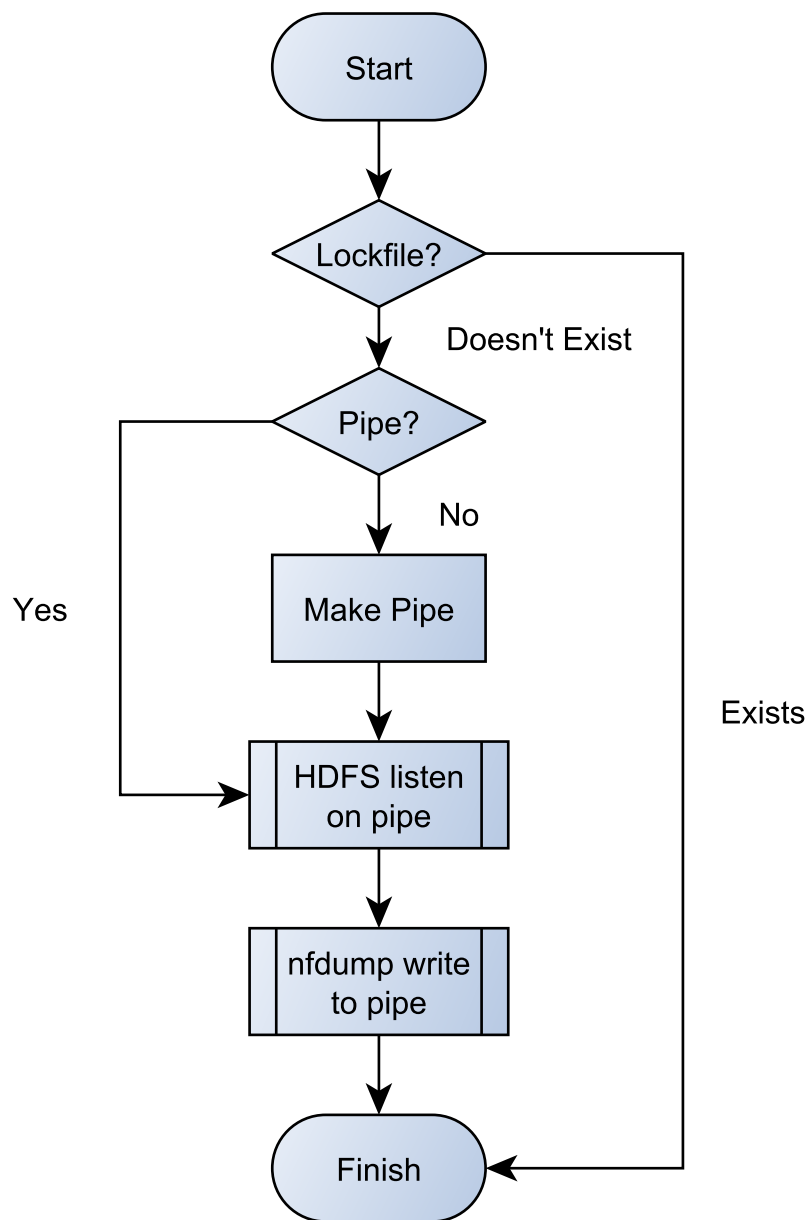 Start
Lockfile?
Doesn't Exist
Pipe?
No
Make Pipe
Yes
Exists
HDFS listen
on pipe
nfdump write
to pipe
Finish